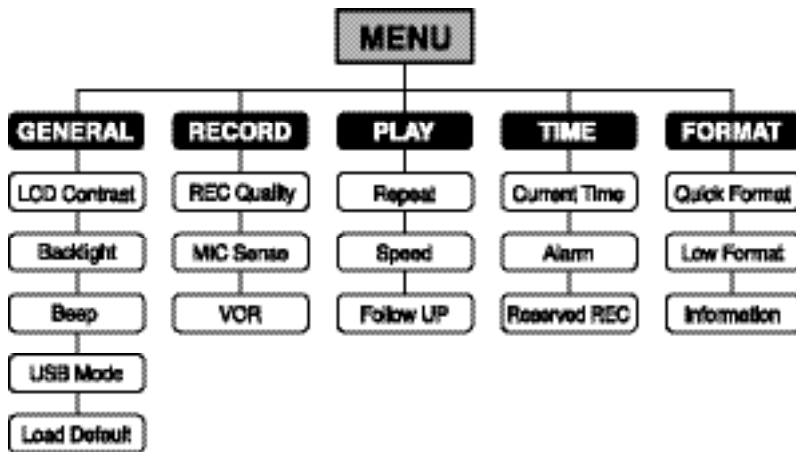 MENU
GENERAL
LCD Contrast
Backlight
Beep
USB Mode
Load Default
RECORD
REC Quality
MIC Sense
VOR
PLAY
Repeat
Speed
Follow UP
TIME
Current Time
Alarm
Reserved REC
FORMAT
Quick Format
Low Format
Information